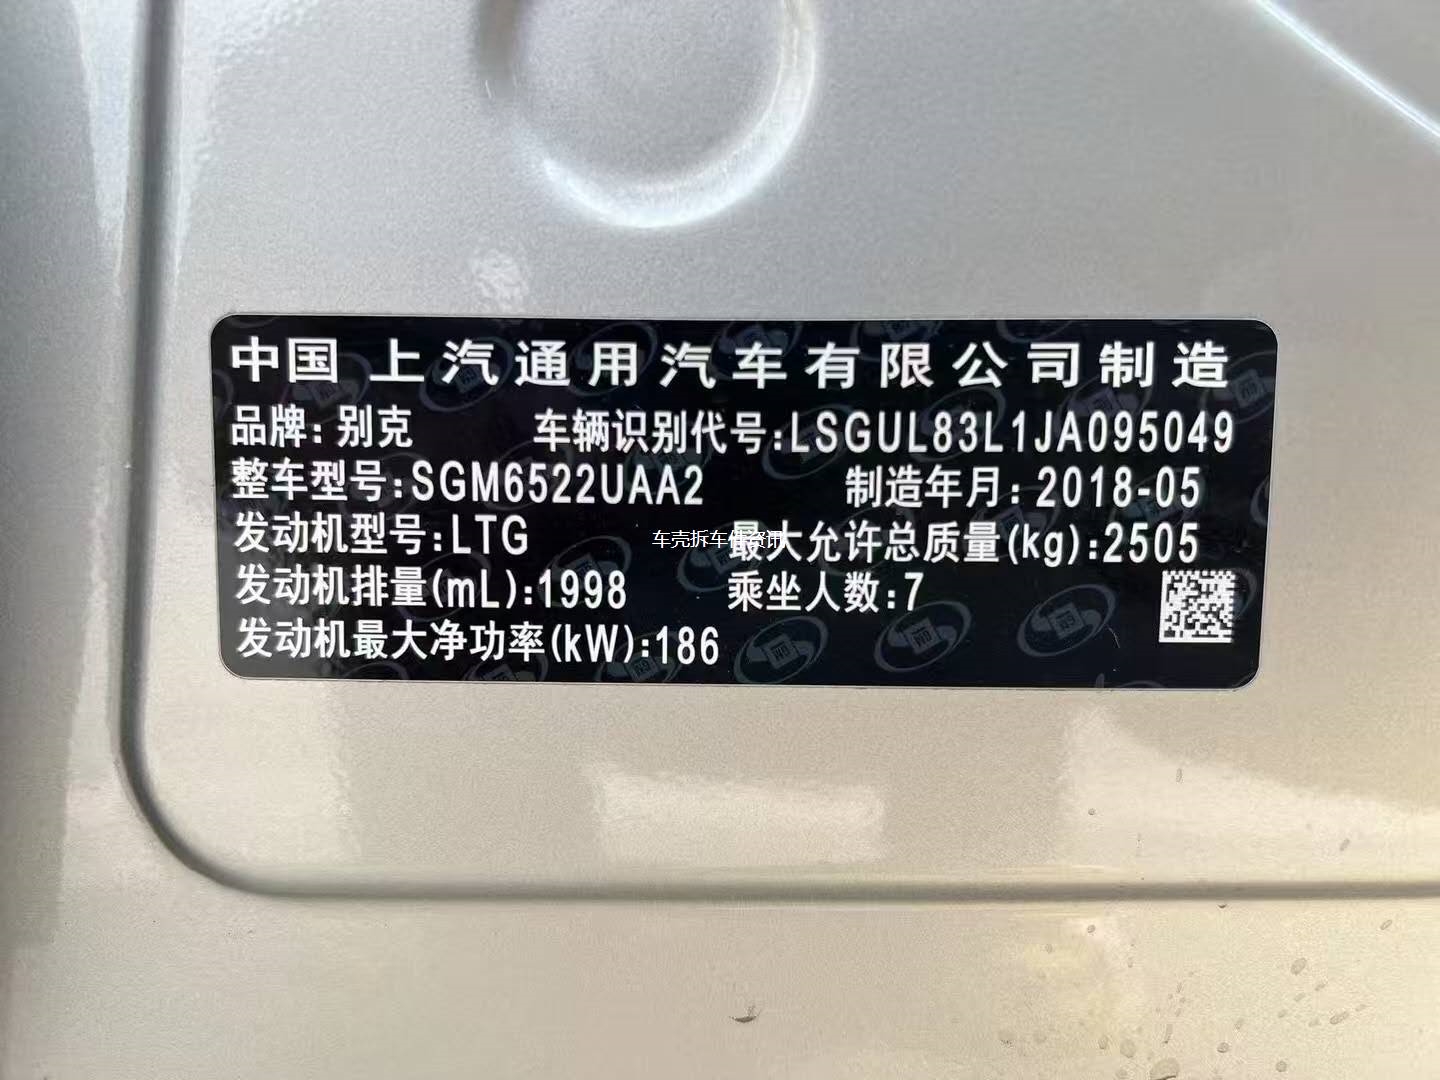 中国 上汽通用汽车有限公司制造
品牌:别克 车辆识别代号:LSGUL83L1JA095049
整车型号:SGM6522UAA2 制造年月:2018-05
发动机型号:LTG 最大允许总质量(kg):2505
车壳拆车件资讯
发动机排量(mL):1998 乘坐人数:7
发动机最大净功率(kW):186